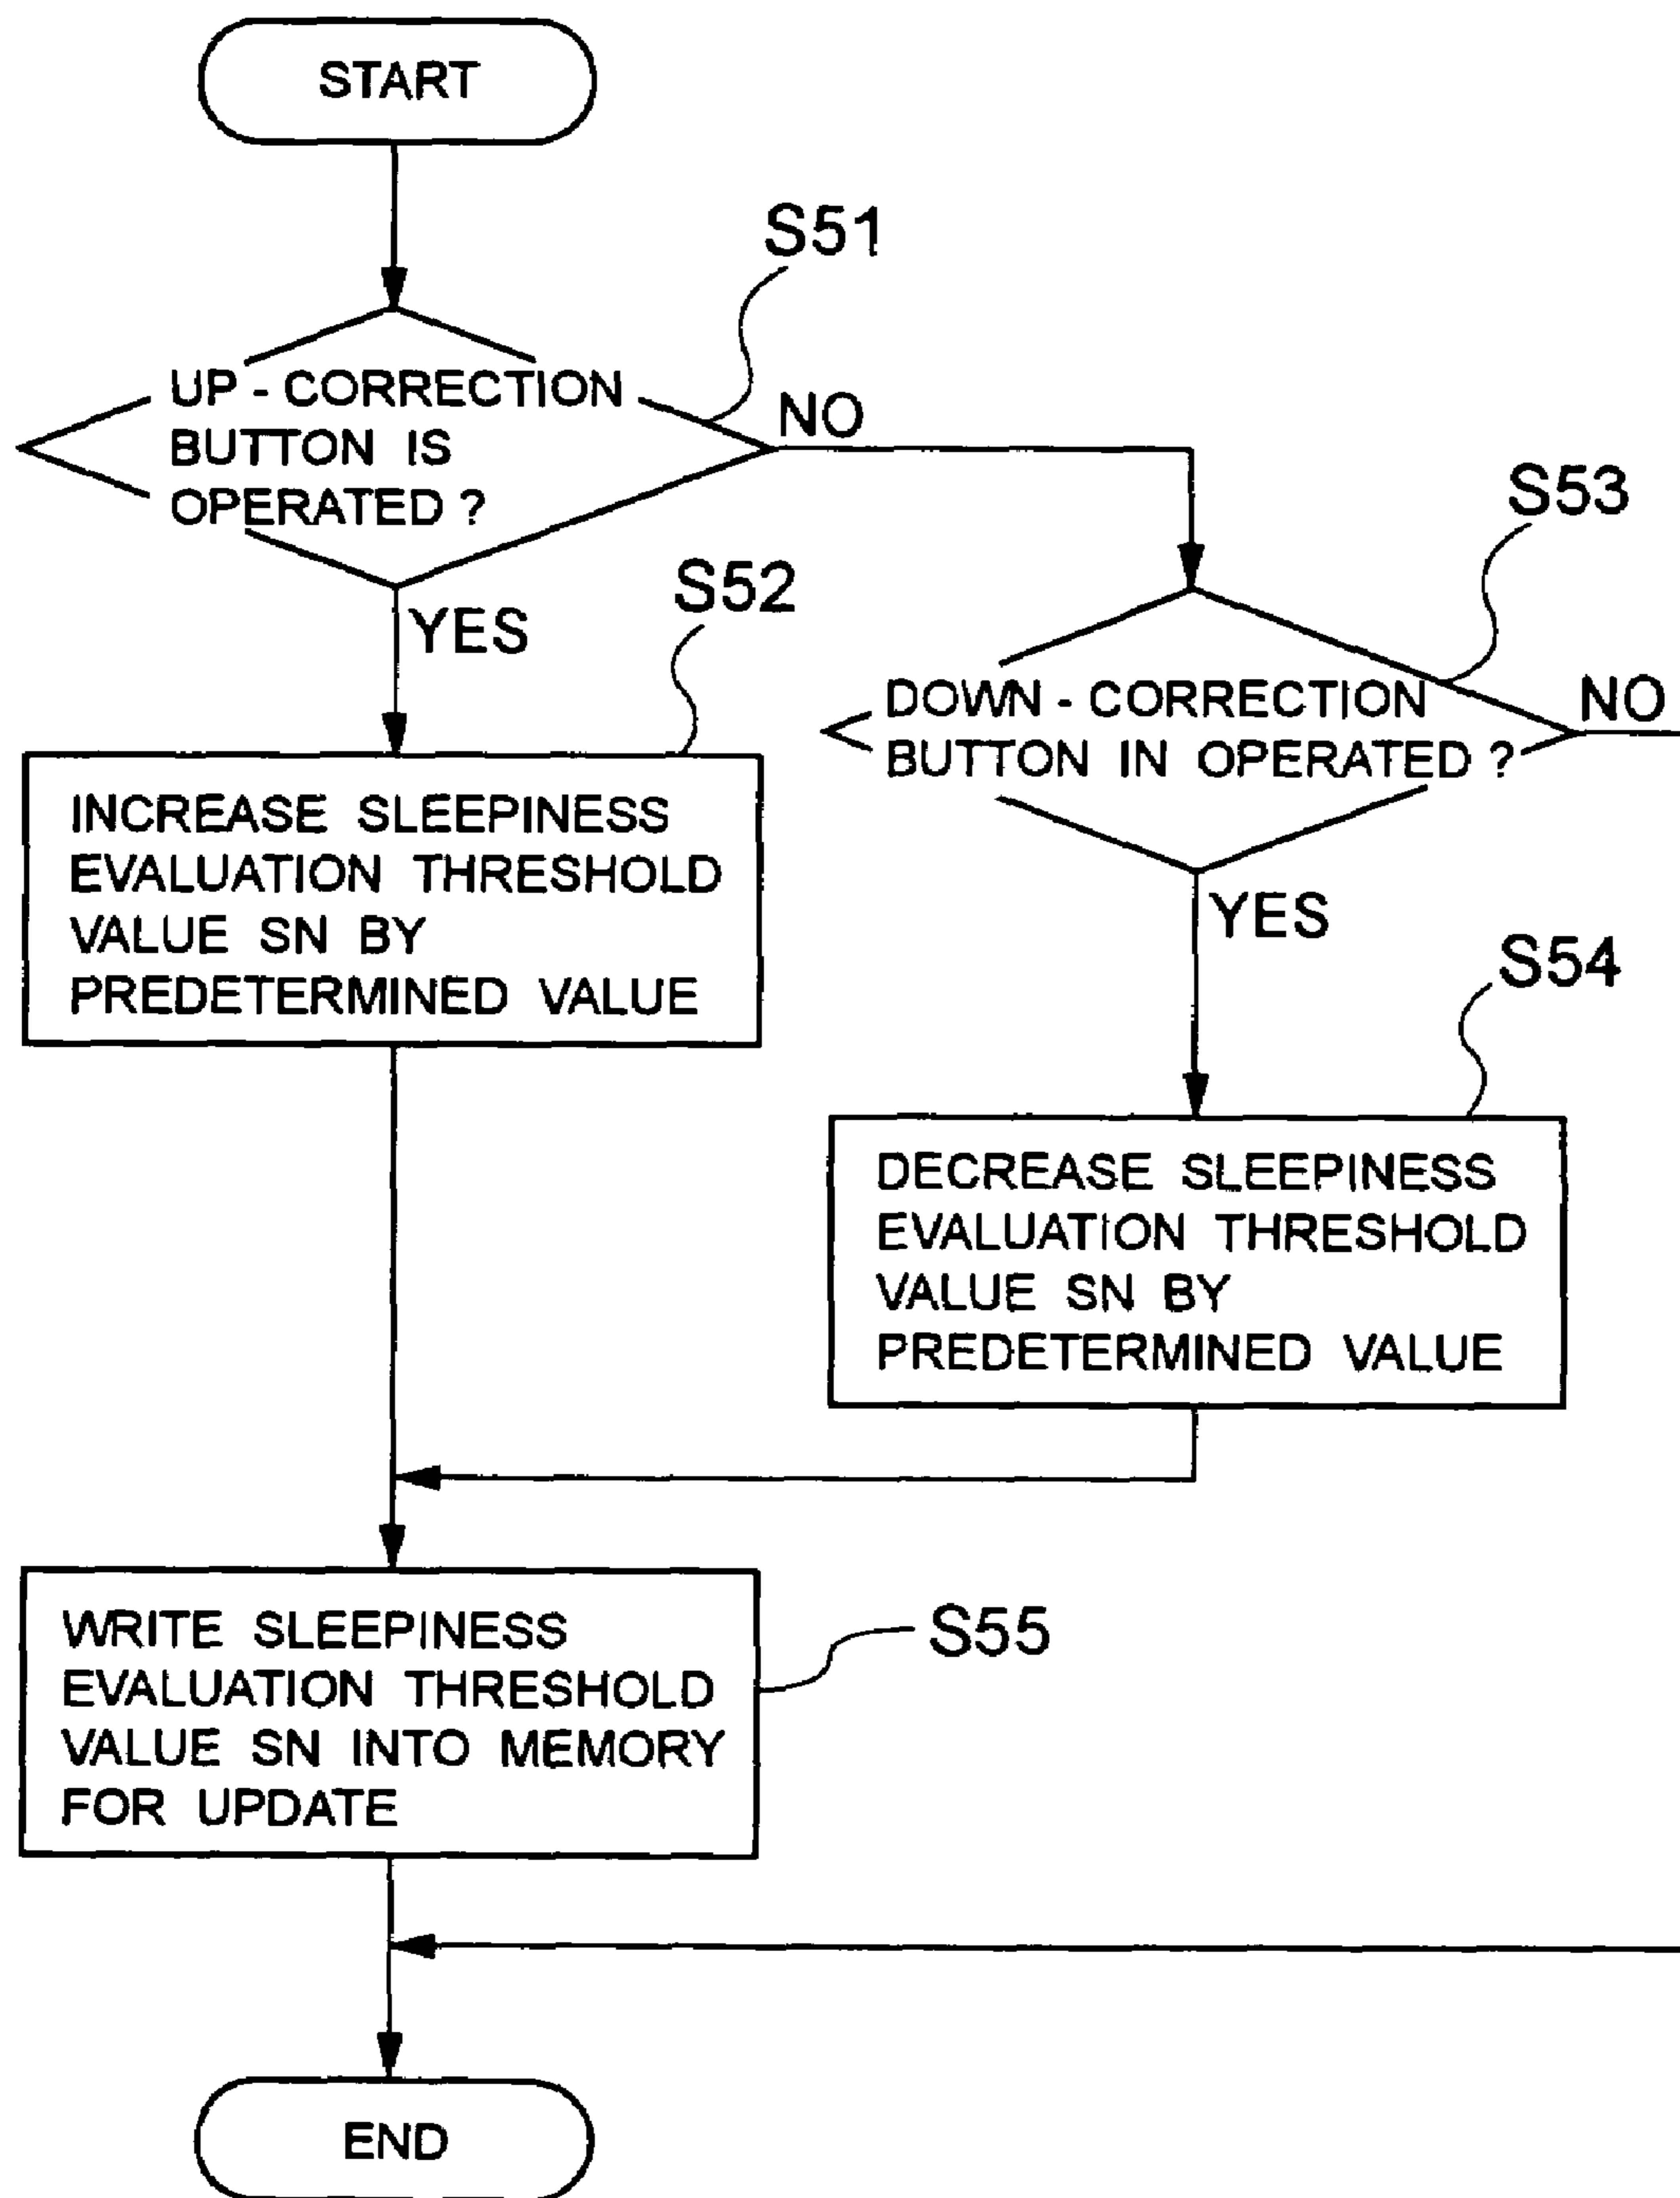 START
S51
UP - CORRECTION
BUTTON IS
OPERATED ?
NO
YES
S52
INCREASE SLEEPINESS
EVALUATION THRESHOLD
VALUE SN BY
PREDETERMINED VALUE
S53
DOWN - CORRECTION
BUTTON IN OPERATED ?
NO
YES
S54
DECREASE SLEEPINESS
EVALUATION THRESHOLD
VALUE SN BY
PREDETERMINED VALUE
WRITE SLEEPINESS
EVALUATION THRESHOLD
VALUE SN INTO MEMORY
FOR UPDATE
S55
END